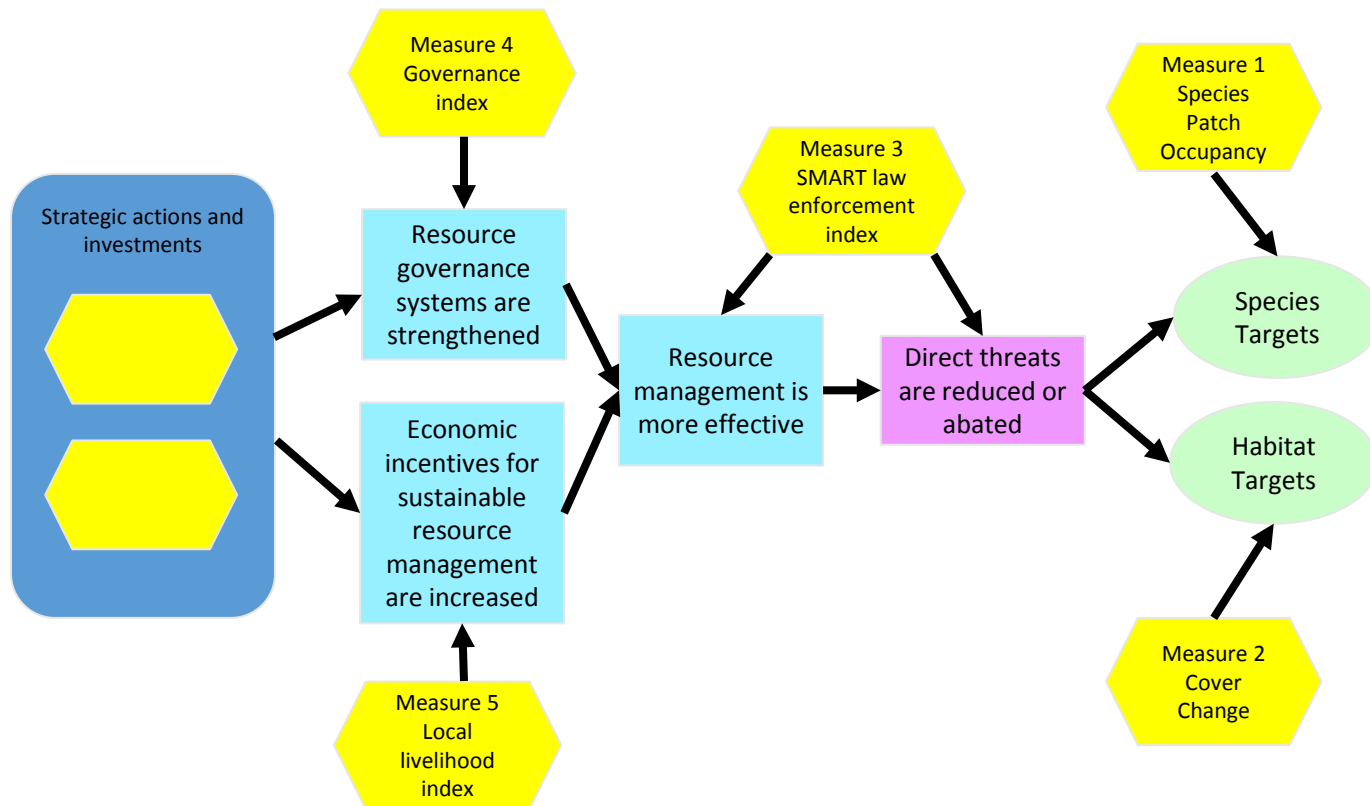 Measure 4
Governance
index
Measure 1
Species
Patch
Occupancy
Measure 3
SMART law
enforcement
index
Strategic actions and
investments
Resource
governance
systems are
strengthened
Species
Targets
Resource
management is
more effective
Direct threats
are reduced or
abated
Economic
incentives for
sustainable
resource
management
are increased
Habitat
Targets
Measure 5
Local
livelihood
index
Measure 2
Cover
Change